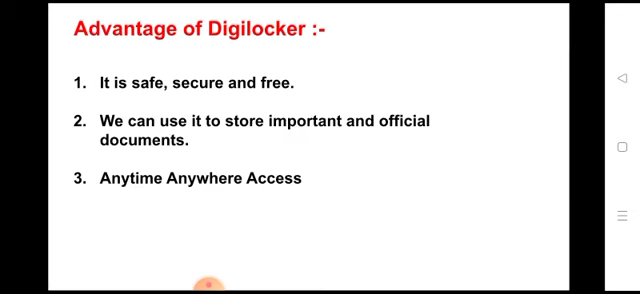 Advantage of Digilocker :-
1. It is safe, secure and free.
2. We can use it to store important and official
documents.
3. Anytime Anywhere Access